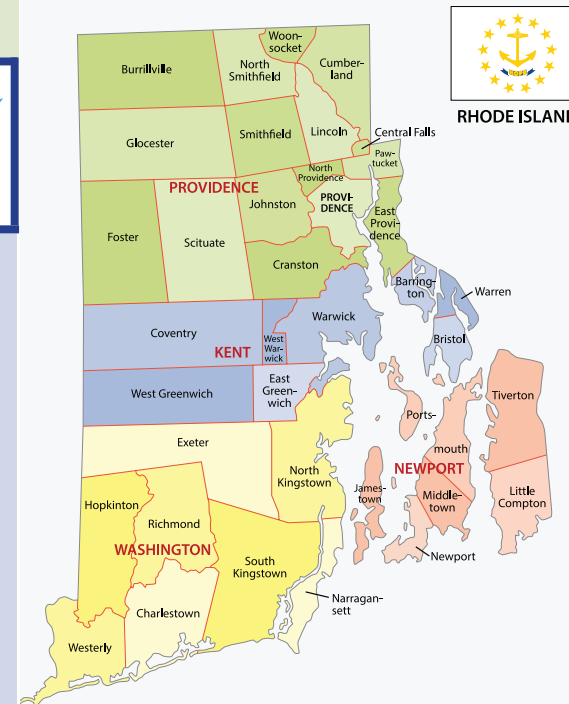 RHODE ISLAND
Woon-
socket
Burrillville
North
Smithfield
Cumber-
land
Glocester
Smithfield
Lincoln
Central Falls
Paw-
tucket
North
Providence
PROVIDENCE
Johnston
PROVI-
DENCE
East
Provi-
dence
Foster
Scituate
Cranston
Barring-
ton
Warren
Coventry
Warwick
KENT
West
War-
wick
Bristol
West Greenwich
East
Green-
wich
Tiverton
Ports-
mouth
Exeter
North
Kingstown
NEWPORT
James-
town
Middle-
town
Little
Compton
Hopkinton
Richmond
WASHINGTON
South
Kingstown
Newport
Charlestown
Narragan-
sett
Westerly